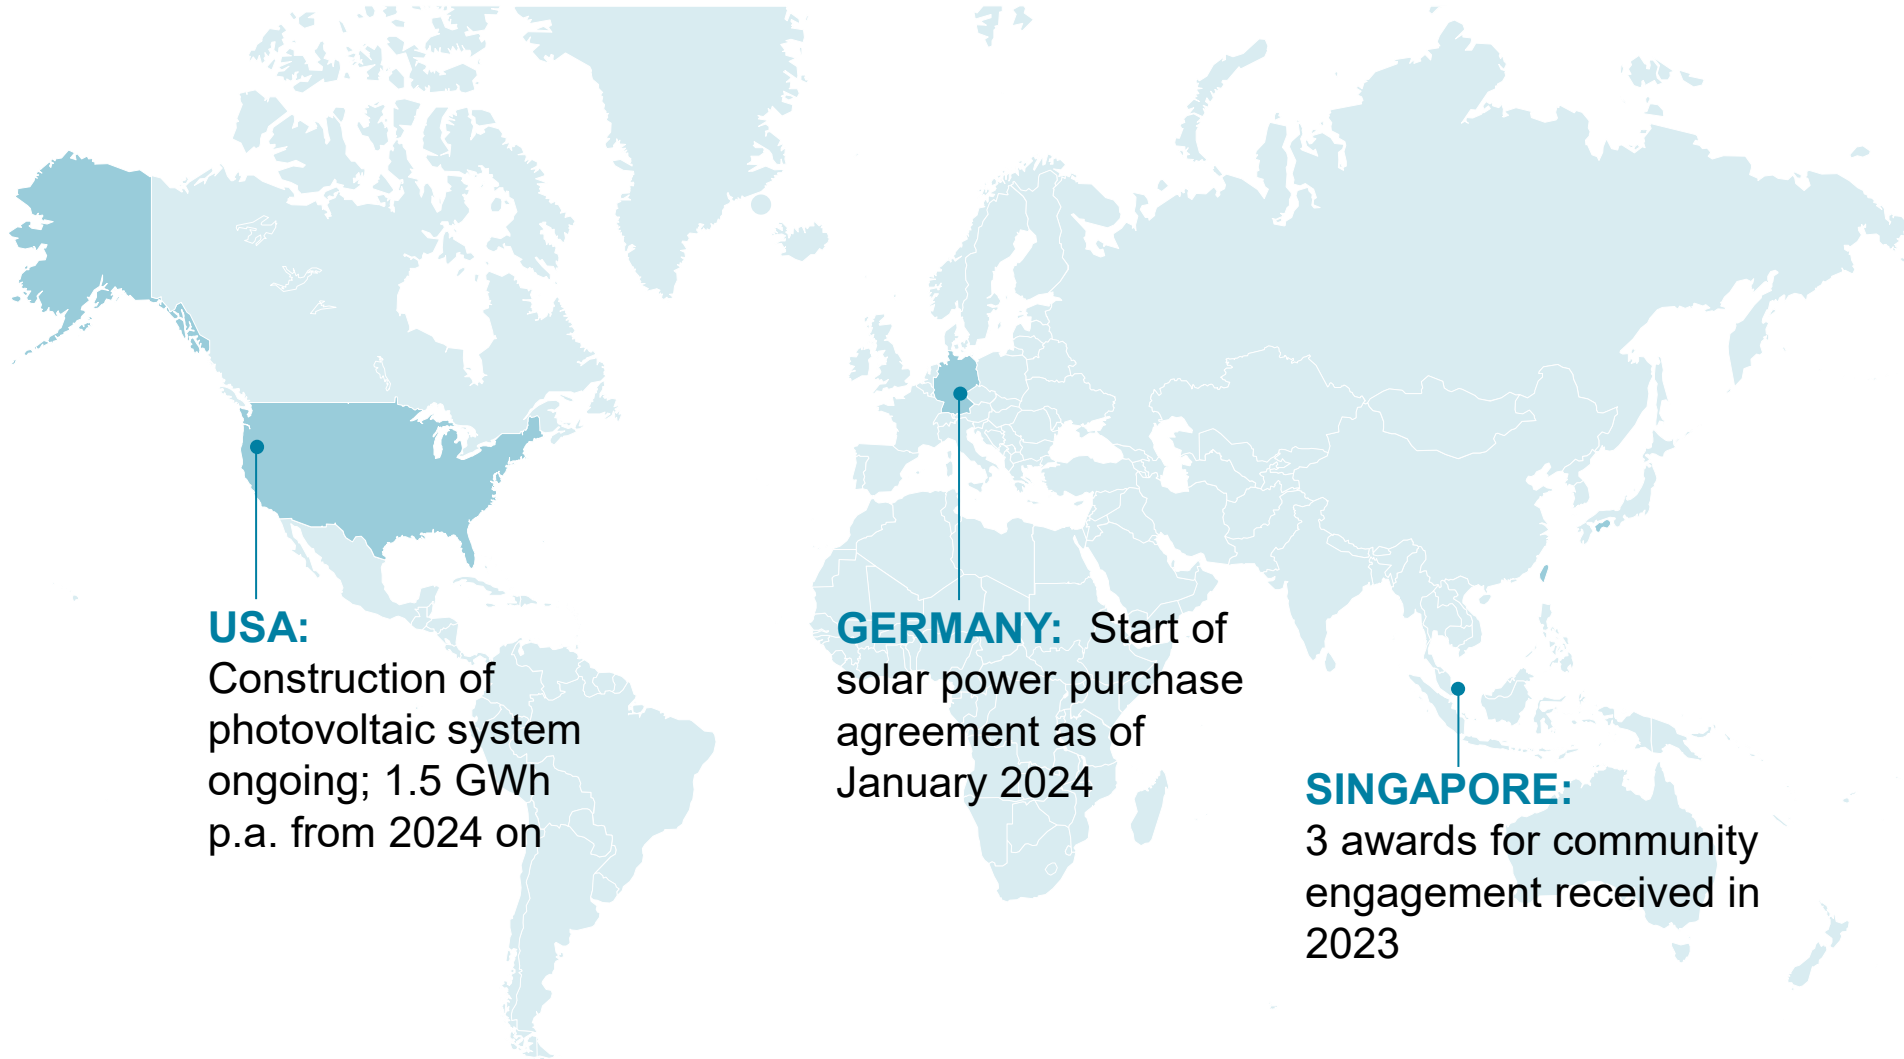 USA:
Construction of
photovoltaic system
ongoing; 1.5 GWh
p.a. from 2024 on
GERMANY: Start of
solar power purchase
agreement as of
January 2024
SINGAPORE:
3 awards for community
engagement received in
2023